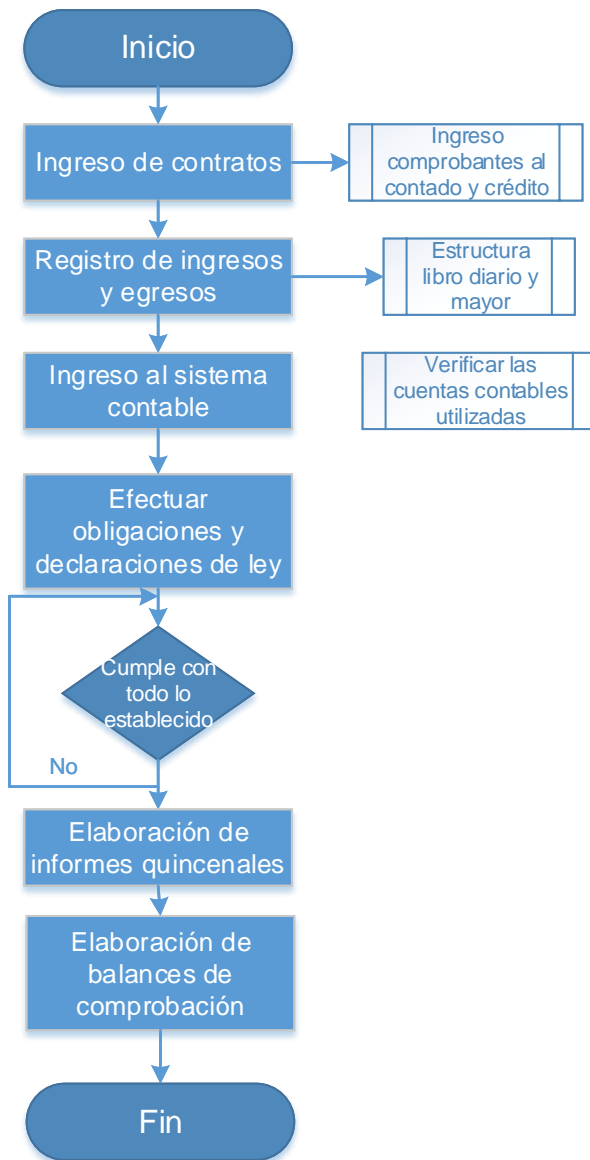 Inicio
Ingreso de contratos
Ingreso
comprobantes al
contado y crédito
Registro de ingresos
y egresos
Estructura
libro diario y
mayor
Ingreso al sistema
contable
Verificar las
cuentas contables
utilizadas
Efectuar
obligaciones y
declaraciones de ley
Cumple con
todo lo
establecido
No
Elaboración de
informes quincenales
Elaboración de
balances de
comprobación
Fin